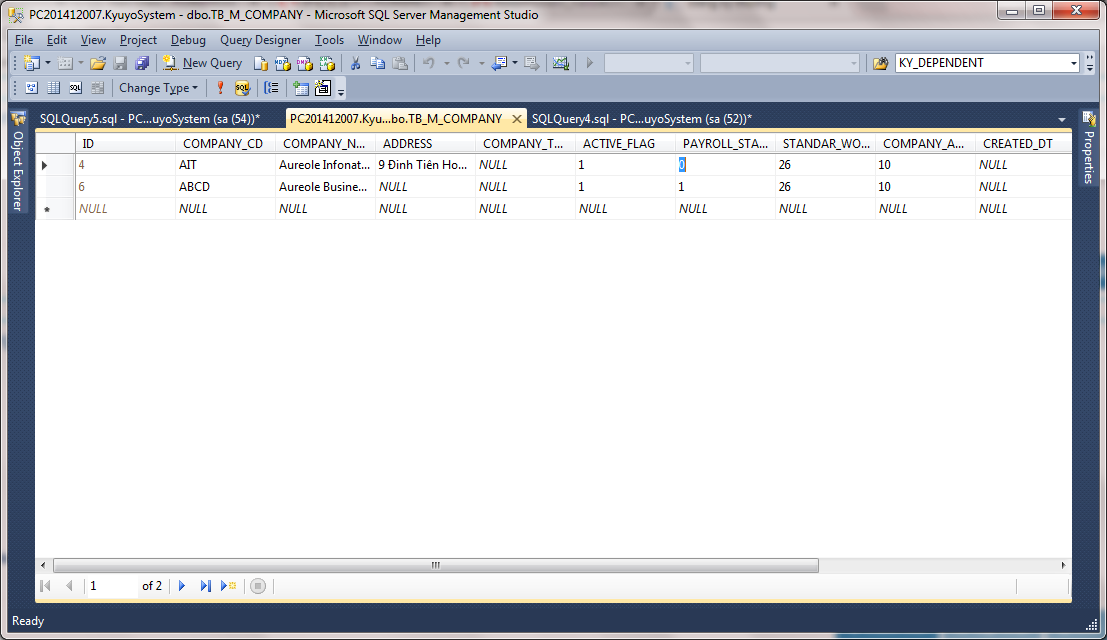 PC201412007.KyuyoSystem - dbo.TB_M_COMPANY - Microsoft SQL Server Management Studio
File Edit View Project Debug Query Designer Tools Window Help
New Query KY_DEPENDENT
Change Type
SQLQuery5.sql - PC...uyoSystem (sa (54))* PC201412007.Kyu...bo.TB_M_COMPANY SQLQuery4.sql - PC...uyoSystem (sa (52))*
Object Explorer
Properties
ID COMPANY_CD COMPANY_N... ADDRESS COMPANY_T... ACTIVE_FLAG PAYROLL_STA... STANDAR_WO... COMPANY_A... CREATED_DT
4 AIT Aureole Infonat... 9 Đinh Tiên Ho... NULL 1 0 26 10 NULL
6 ABCD Aureole Busine... NULL NULL 1 1 26 10 NULL
NULL NULL NULL NULL NULL NULL NULL NULL NULL NULL
1 of 2
Ready